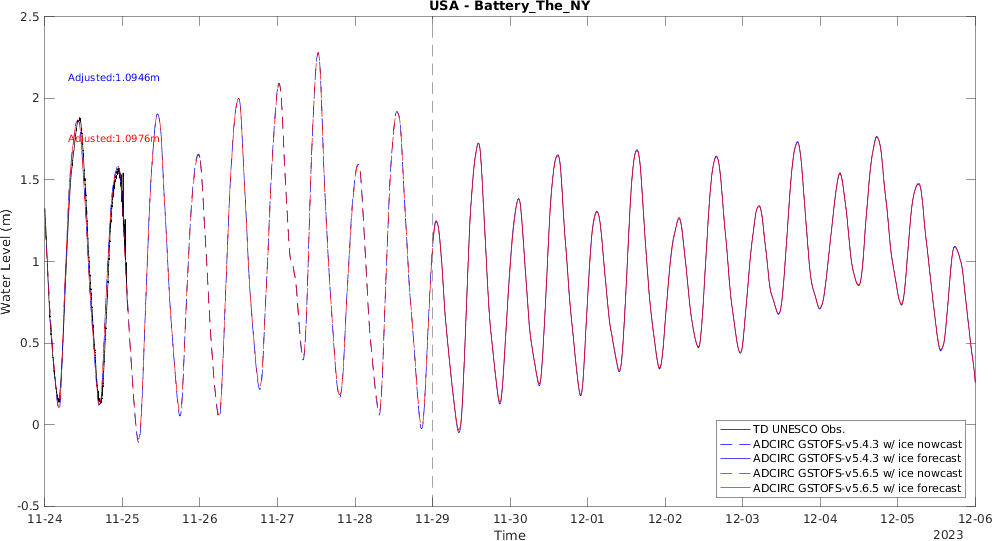 USA - Battery_The_NY
2.5
2
1.5
1
0.5
0
-0.5
Water Level (m)
Adjusted:1.0946m
Adjusted:1.0976m
TD UNESCO Obs.
ADCIRC GSTOFS-v5.4.3 w/ ice nowcast
ADCIRC GSTOFS-v5.4.3 w/ ice forecast
ADCIRC GSTOFS-v5.6.5 w/ ice nowcast
ADCIRC GSTOFS-v5.6.5 w/ ice forecast
11-24 11-25 11-26 11-27 11-28 11-29 11-30 12-01 12-02 12-03 12-04 12-05 12-06
Time
2023